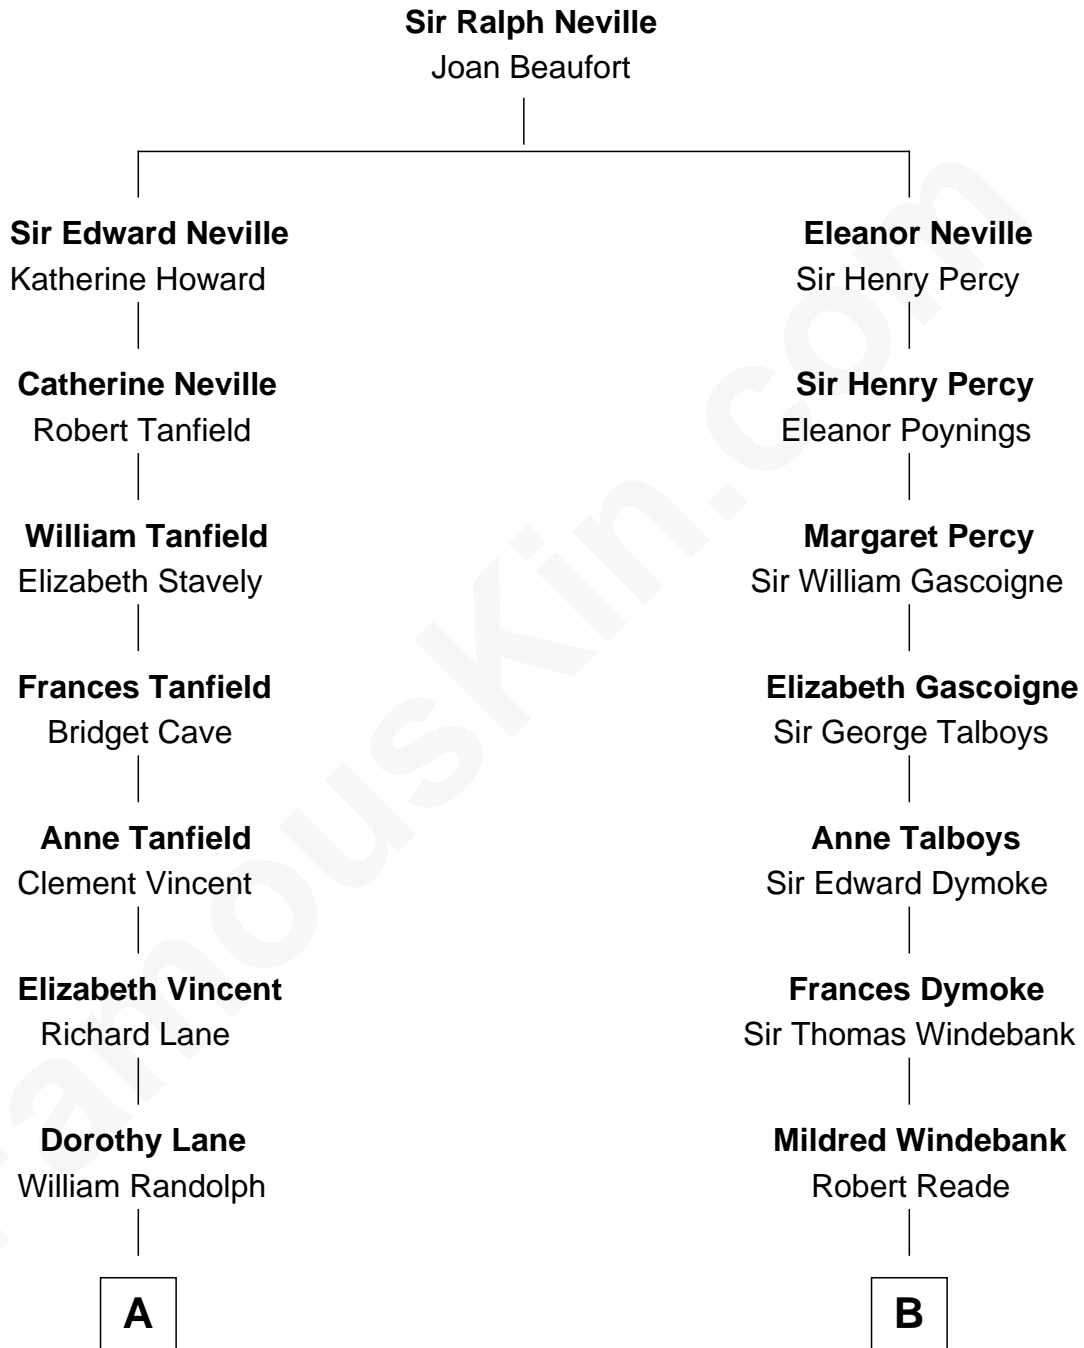 Sir Ralph Neville
Joan Beaufort
Sir Edward Neville
Katherine Howard
Eleanor Neville
Sir Henry Percy
Catherine Neville
Robert Tanfield
Sir Henry Percy
Eleanor Poynings
William Tanfield
Elizabeth Stavely
Margaret Percy
Sir William Gascoigne
Frances Tanfield
Bridget Cave
Elizabeth Gascoigne
Sir George Talboys
Anne Tanfield
Clement Vincent
Anne Talboys
Sir Edward Dymoke
Elizabeth Vincent
Richard Lane
Frances Dymoke
Sir Thomas Windebank
Dorothy Lane
William Randolph
Mildred Windebank
Robert Reade
A
B
FamousKin.com